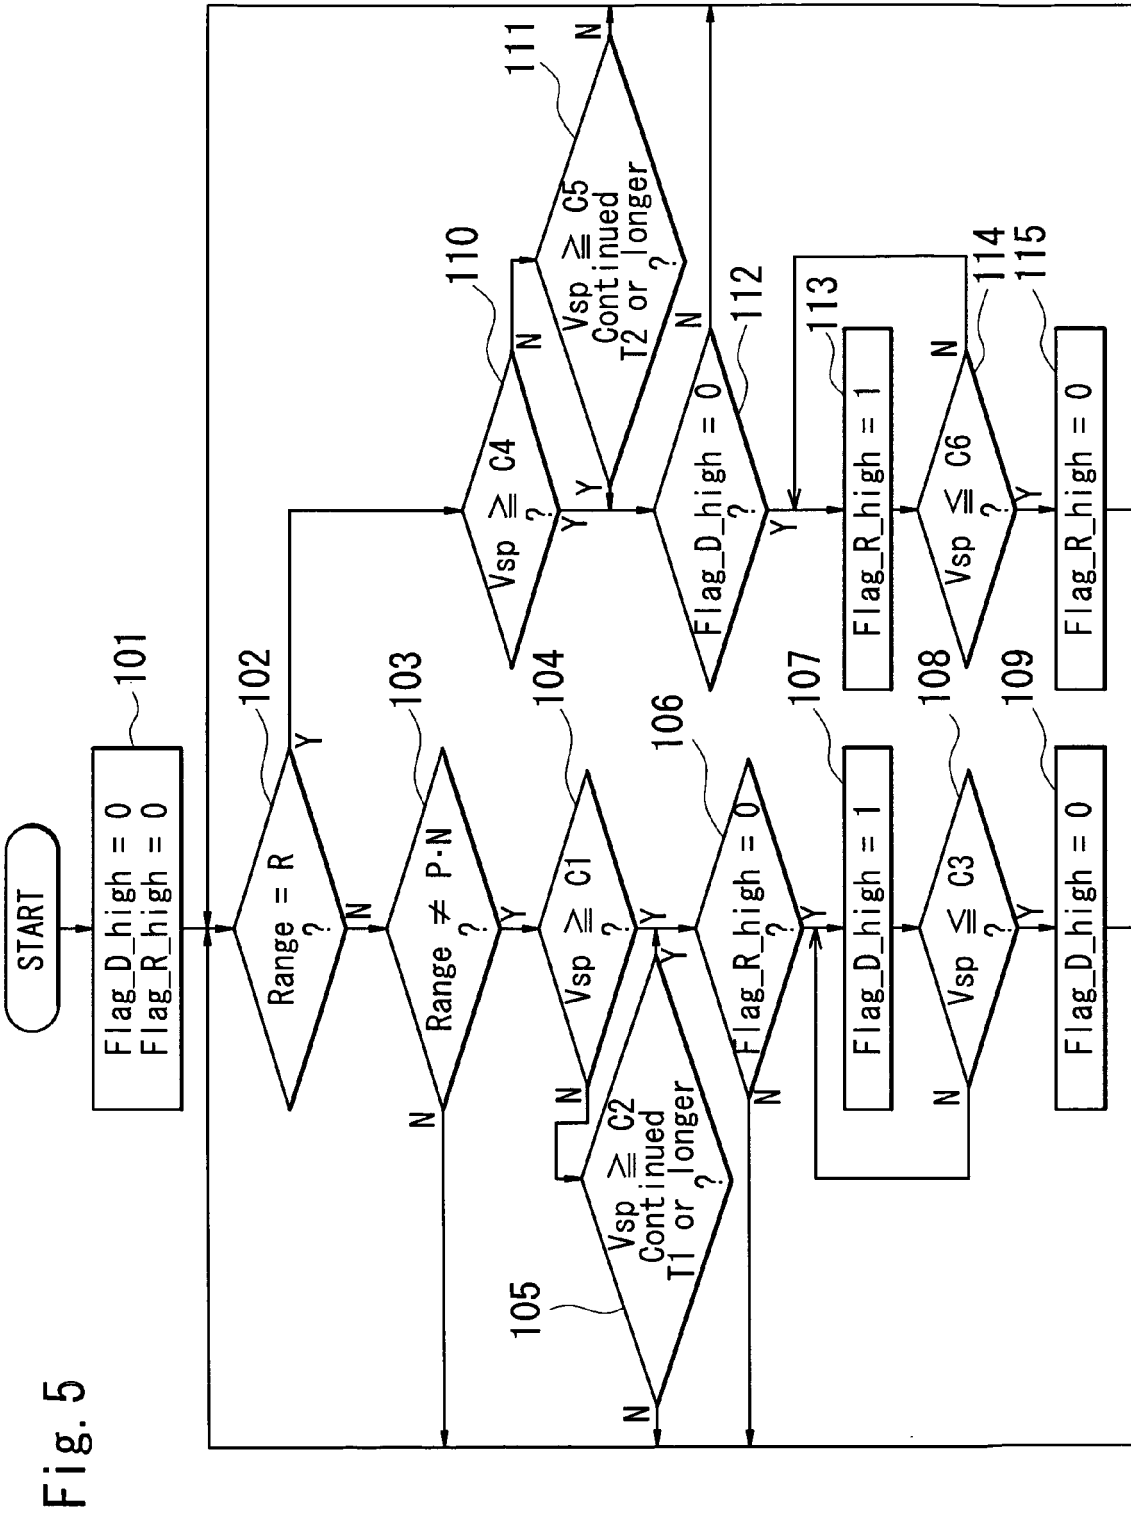 Fig. 5
START
Flag_D_high = 0
Flag_R_high = 0
101
Range = R
?
102
Y
N
Range ≠ P·N
?
103
N
Y
Vsp ≧ C1
?
104
N
Y
Vsp ≧ C2
Continued
T1 or longer
?
105
N
Y
Flag_R_high = 0
?
106
N
Y
Flag_D_high = 1
107
Vsp ≦ C3
?
108
N
Y
Flag_D_high = 0
109
Vsp ≧ C4
?
110
N
Y
Vsp ≧ C5
Continued
T2 or longer
?
111
N
Y
Flag_D_high = 0
?
112
N
Y
Flag_R_high = 1
113
Vsp ≦ C6
?
114
N
Y
Flag_R_high = 0
115